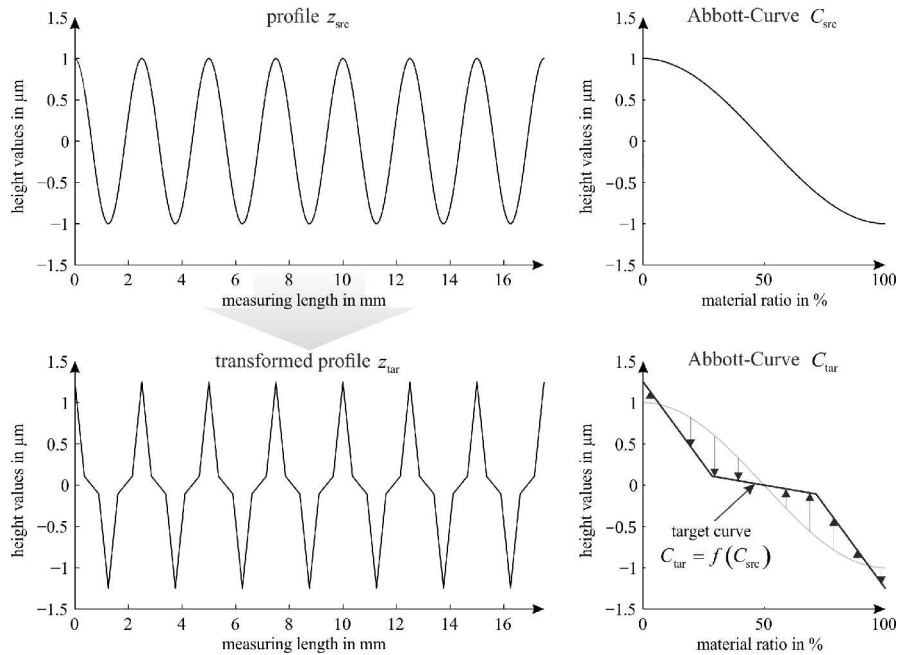 profile z_src
height values in µm
1.5
1
0.5
0
−0.5
−1
−1.5
0 2 4 6 8 10 12 14 16
measuring length in mm
Abbott-Curve C_src
height values in µm
1.5
1
0.5
0
−0.5
−1
−1.5
0 50 100
material ratio in %
transformed profile z_tar
height values in µm
1.5
1
0.5
0
−0.5
−1
−1.5
0 2 4 6 8 10 12 14 16
measuring length in mm
Abbott-Curve C_tar
height values in µm
1.5
1
0.5
0
−0.5
−1
−1.5
target curve
C_tar = f(C_src)
0 50 100
material ratio in %